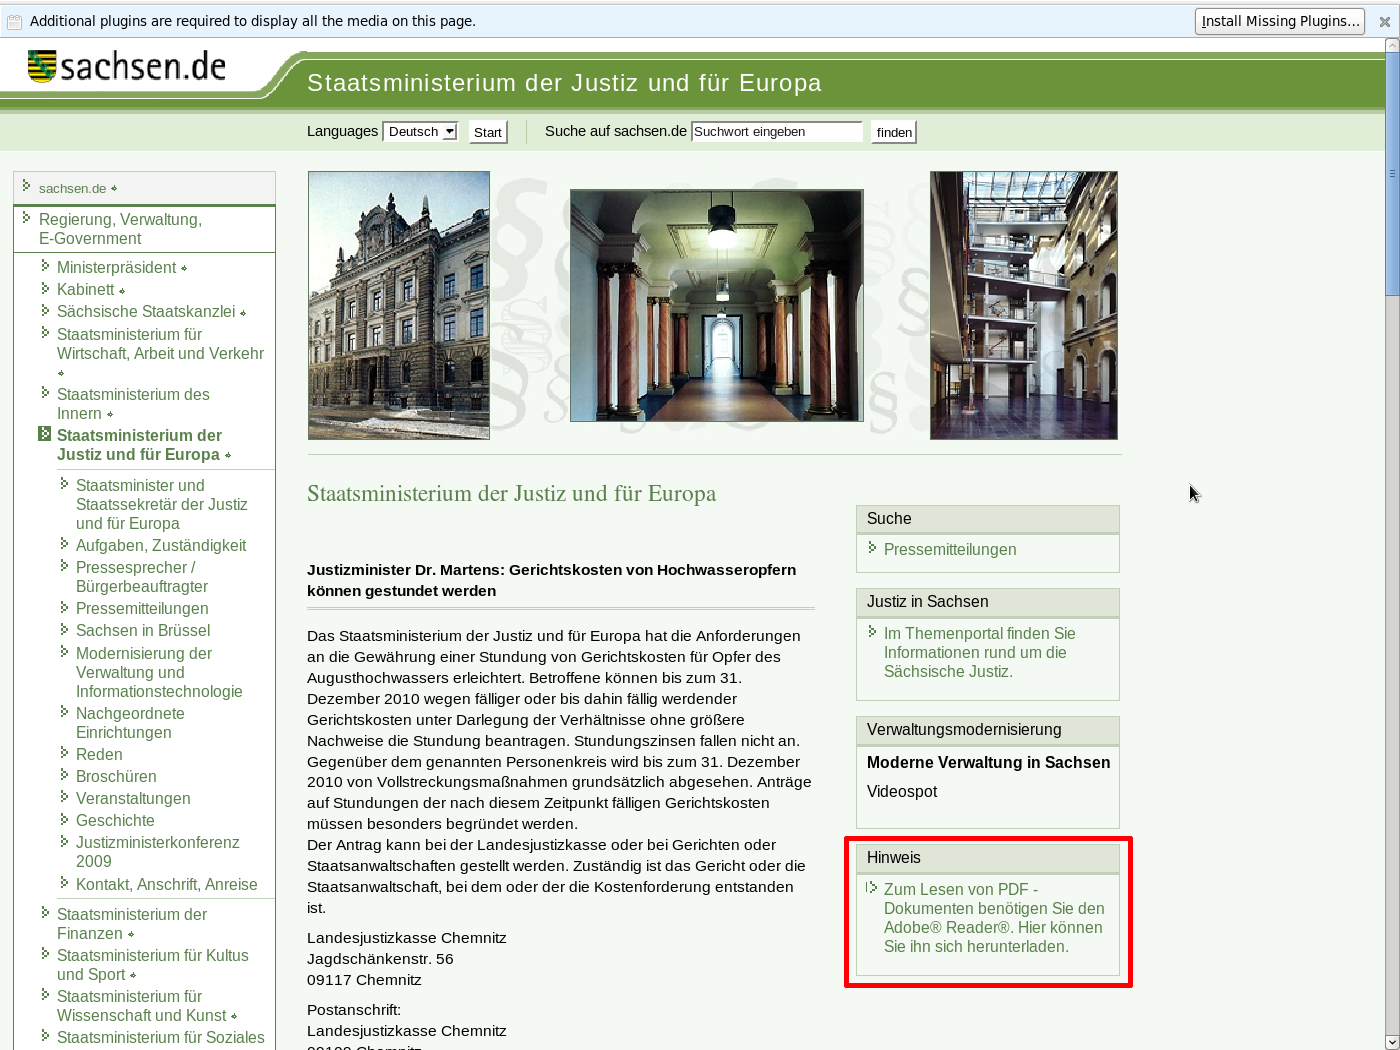 Additional plugins are required to display all the media on this page.
Install Missing Plugins...
sachsen.de
Staatsministerium der Justiz und für Europa
Languages Deutsch Start Suche auf sachsen.de Suchwort eingeben finden
sachsen.de
Regierung, Verwaltung,
E-Government
Ministerpräsident
Kabinett
Sächsische Staatskanzlei
Staatsministerium für
Wirtschaft, Arbeit und Verkehr
Staatsministerium des
Innern
Staatsministerium der
Justiz und für Europa
Staatsminister und
Staatssekretär der Justiz
und für Europa
Aufgaben, Zuständigkeit
Pressesprecher /
Bürgerbeauftragter
Pressemitteilungen
Sachsen in Brüssel
Modernisierung der
Verwaltung und
Informationstechnologie
Nachgeordnete
Einrichtungen
Reden
Broschüren
Veranstaltungen
Geschichte
Justizministerkonferenz
2009
Kontakt, Anschrift, Anreise
Staatsministerium der
Finanzen
Staatsministerium für Kultus
und Sport
Staatsministerium für
Wissenschaft und Kunst
Staatsministerium für Soziales
Staatsministerium der Justiz und für Europa
Justizminister Dr. Martens: Gerichtskosten von Hochwasseropfern
können gestundet werden
Das Staatsministerium der Justiz und für Europa hat die Anforderungen
an die Gewährung einer Stundung von Gerichtskosten für Opfer des
Augusthochwassers erleichtert. Betroffene können bis zum 31.
Dezember 2010 wegen fälliger oder bis dahin fällig werdender
Gerichtskosten unter Darlegung der Verhältnisse ohne größere
Nachweise die Stundung beantragen. Stundungszinsen fallen nicht an.
Gegenüber dem genannten Personenkreis wird bis zum 31. Dezember
2010 von Vollstreckungsmaßnahmen grundsätzlich abgesehen. Anträge
auf Stundungen der nach diesem Zeitpunkt fälligen Gerichtskosten
müssen besonders begründet werden.
Der Antrag kann bei der Landesjustizkasse oder bei Gerichten oder
Staatsanwaltschaften gestellt werden. Zuständig ist das Gericht oder die
Staatsanwaltschaft, bei dem oder der die Kostenforderung entstanden
ist.
Landesjustizkasse Chemnitz
Jagdschänkenstr. 56
09117 Chemnitz
Postanschrift:
Landesjustizkasse Chemnitz
Suche
Pressemitteilungen
Justiz in Sachsen
Im Themenportal finden Sie
Informationen rund um die
Sächsische Justiz.
Verwaltungsmodernisierung
Moderne Verwaltung in Sachsen
Videospot
Hinweis
Zum Lesen von PDF -
Dokumenten benötigen Sie den
Adobe® Reader®. Hier können
Sie ihn sich herunterladen.